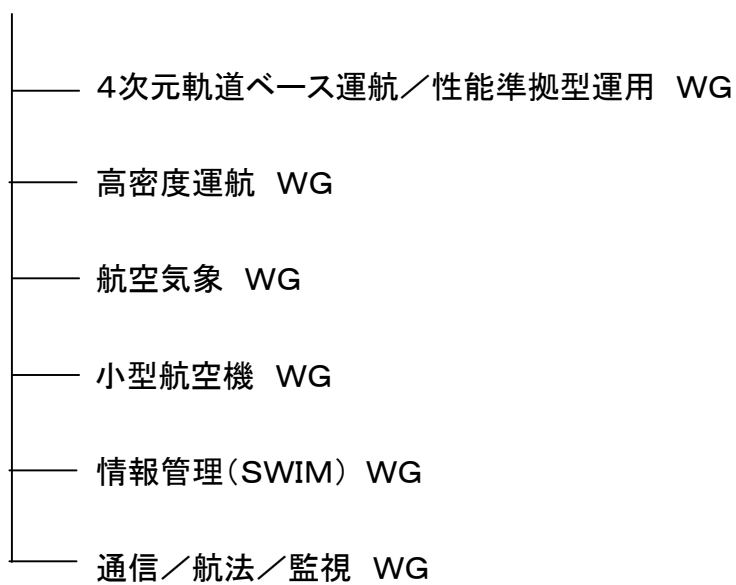 ４次元軌道ベース運航／性能準拠型運用　WG
高密度運航　WG
航空気象　WG
小型航空機　WG
情報管理（SWIM）　WG
通信／航法／監視　WG